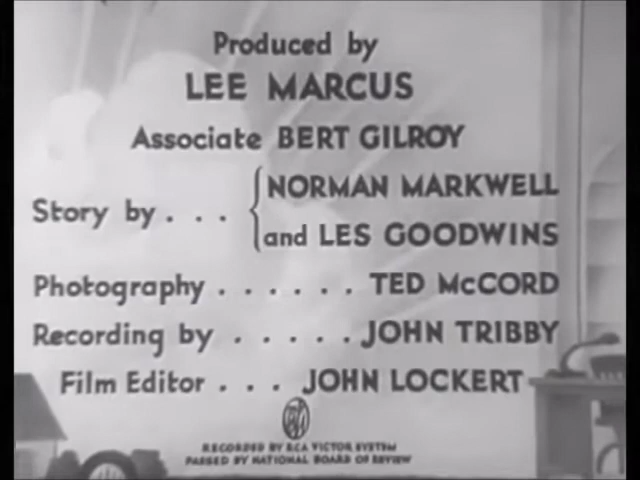 Produced by
LEE MARCUS
Associate BERT GILROY
Story by . . . NORMAN MARKWELL
and LES GOODWINS
Photography . . . . . . TED McCORD
Recording by . . . . . JOHN TRIBBY
Film Editor . . . JOHN LOCKERT
RECORDED BY RCA VICTOR SYSTEM
PASSED BY NATIONAL BOARD OF REVIEW